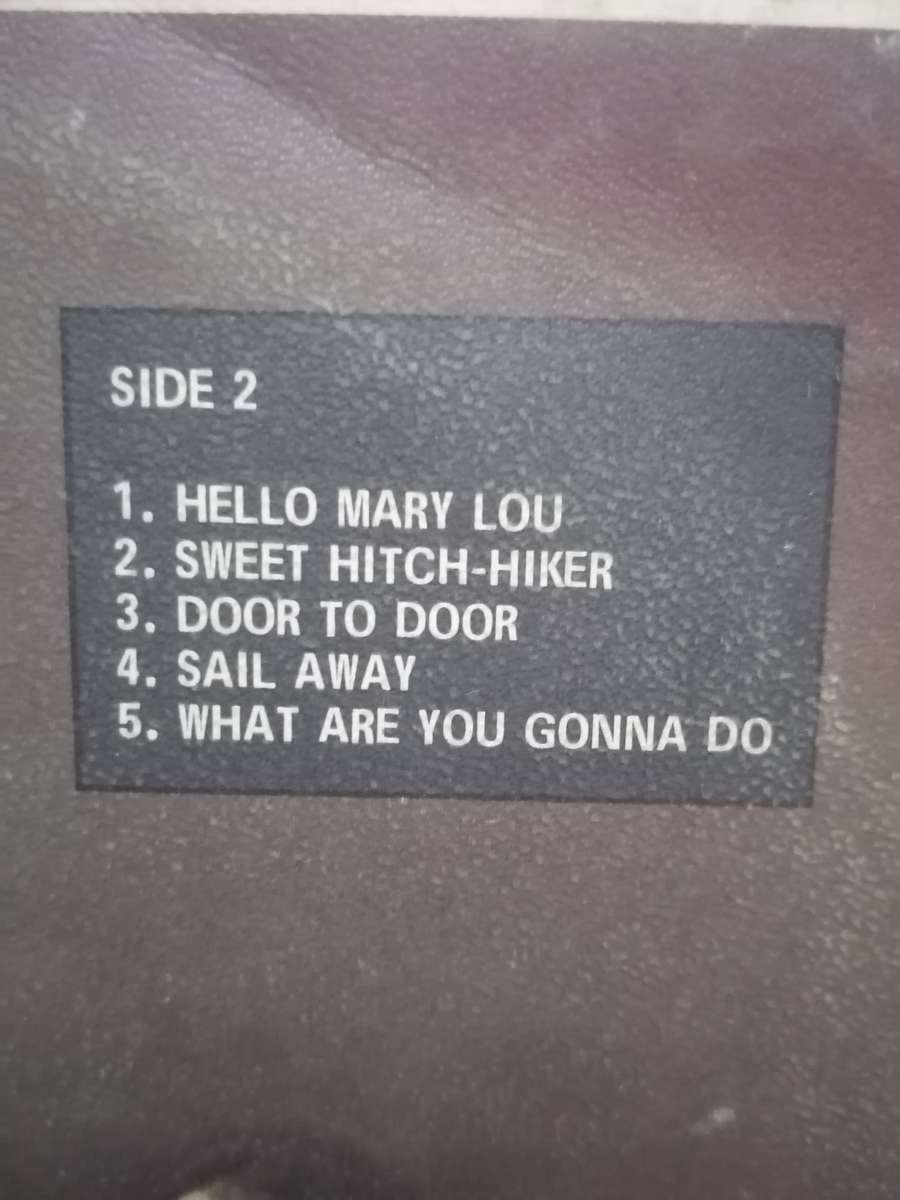 SIDE 2
1. HELLO MARY LOU
2. SWEET HITCH-HIKER
3. DOOR TO DOOR
4. SAIL AWAY
5. WHAT ARE YOU GONNA DO